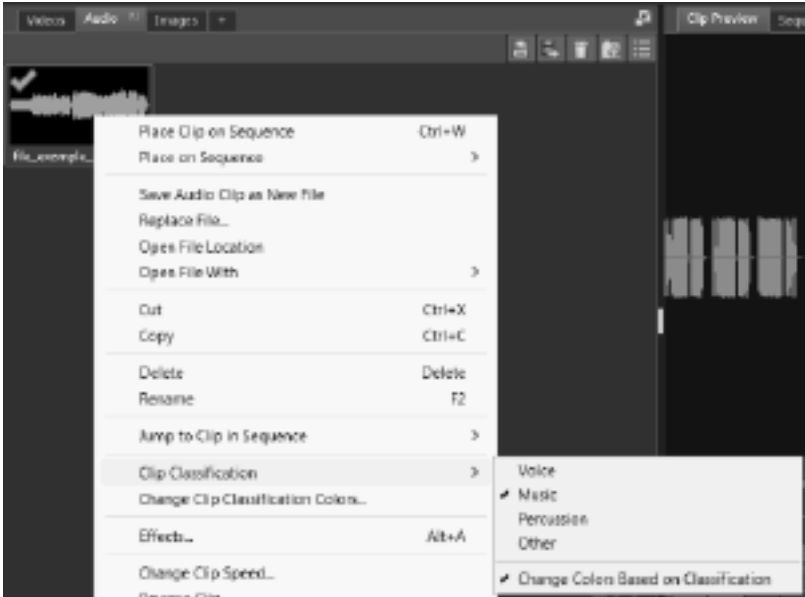 Videos Audio Images +
Clip Preview Sequ
file_example_
Place Clip on Sequence Ctrl+W
Place on Sequence >
Save Audio Clip as New File
Replace File...
Open File Location
Open File With >
Cut Ctrl+X
Copy Ctrl+C
Delete Delete
Rename F2
Jump to Clip in Sequence >
Clip Classification >
Change Clip Classification Colors...
Effects... Alt+A
Change Clip Speed...
Voice
Music
Percussion
Other
Change Colors Based on Classification